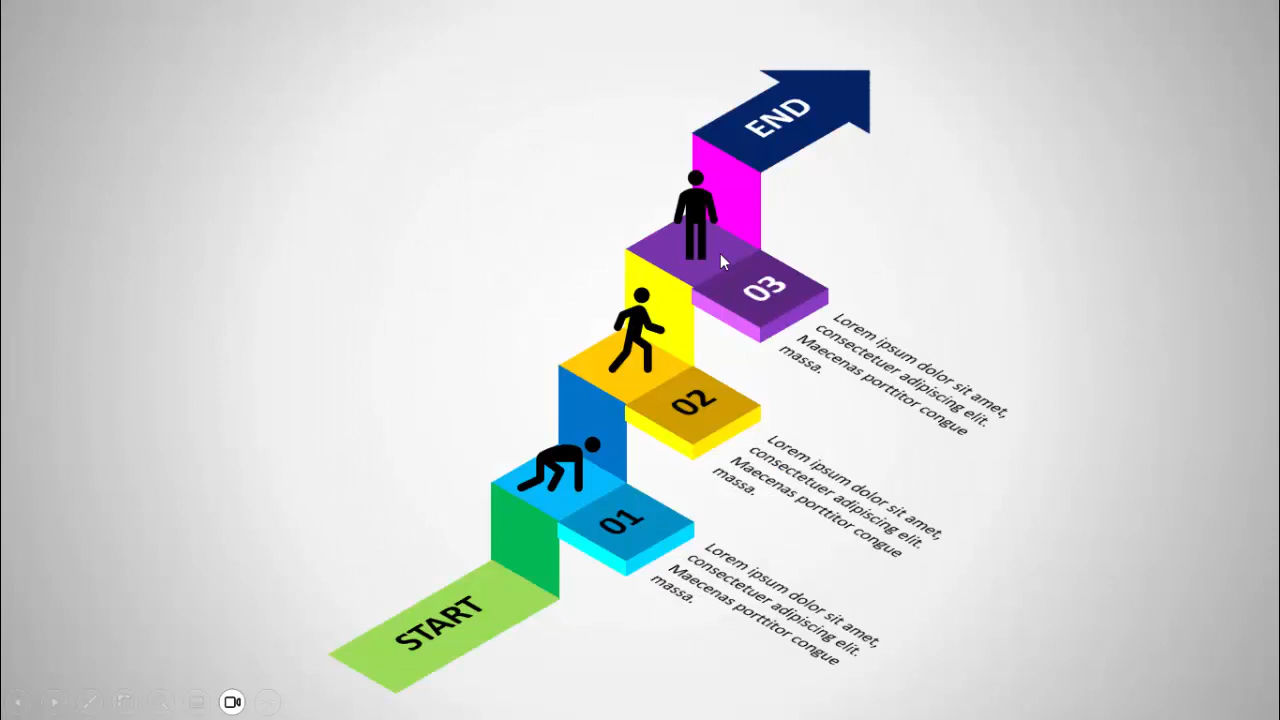 END
03
Lorem ipsum dolor sit amet,
consectetuer adipiscing elit.
Maecenas porttitor congue
massa.
02
Lorem ipsum dolor sit amet,
consectetuer adipiscing elit.
Maecenas porttitor congue
massa.
01
Lorem ipsum dolor sit amet,
consectetuer adipiscing elit.
Maecenas porttitor congue
massa.
START